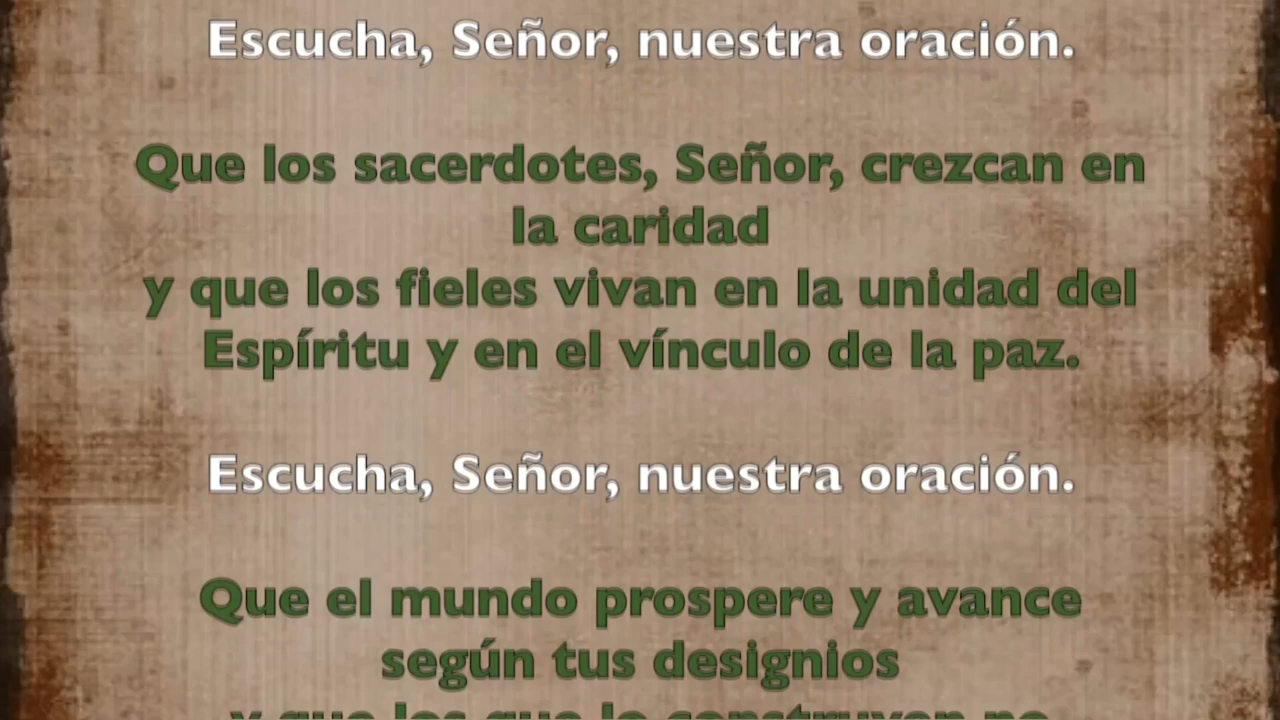 Escucha, Señor, nuestra oración.
Que los sacerdotes, Señor, crezcan en
la caridad
y que los fieles vivan en la unidad del
Espíritu y en el vínculo de la paz.
Escucha, Señor, nuestra oración.
Que el mundo prospere y avance
según tus designios
y que los que lo construyen no